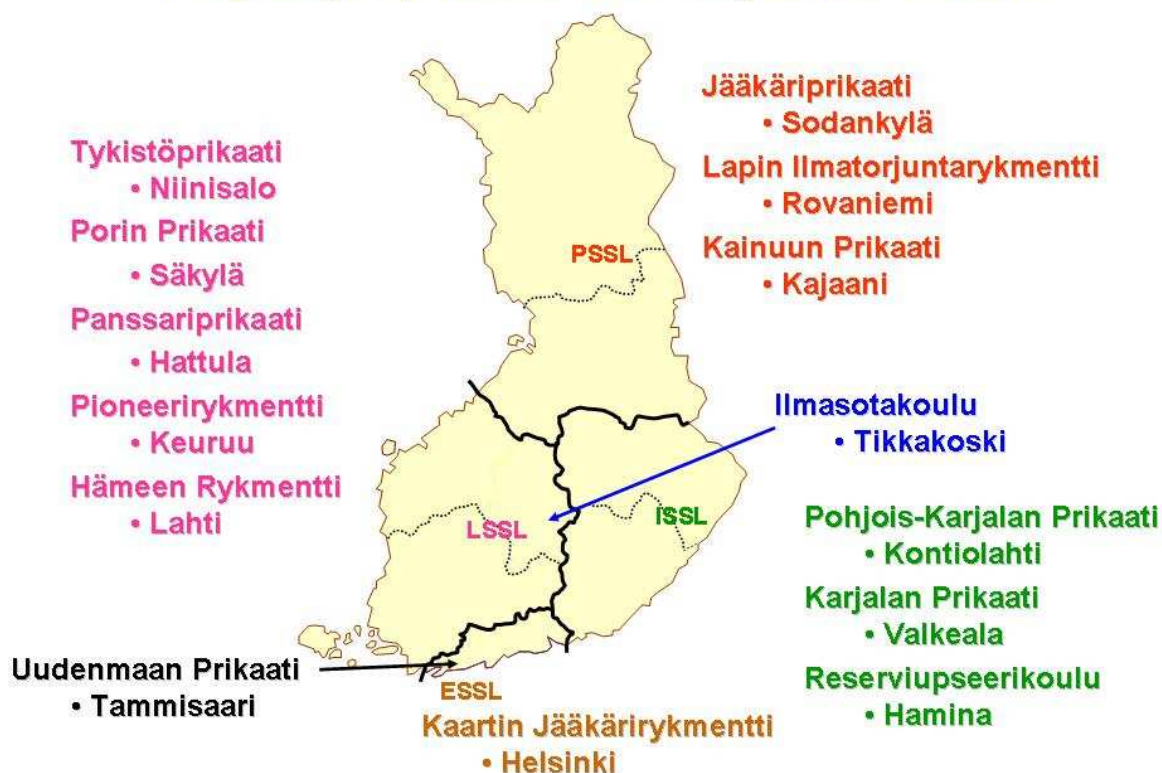 Tykistöprikaati
• Niinisalo
Porin Prikaati
• Säkylä
Panssariprikaati
• Hattula
Pioneerirykmentti
• Keuruu
Hämeen Rykmentti
• Lahti
Jääkäriprikaati
• Sodankylä
Lapin Ilmatorjuntarykmentti
• Rovaniemi
Kainuun Prikaati
• Kajaani
PSSL
Ilmasotakoulu
• Tikkakoski
LSSL
ISSL
Pohjois-Karjalan Prikaati
• Kontiolahti
Karjalan Prikaati
• Valkeala
Reserviupseerikoulu
• Hamina
Uudenmaan Prikaati
• Tammisaari
ESSL
Kaartin Jääkärirykmentti
• Helsinki